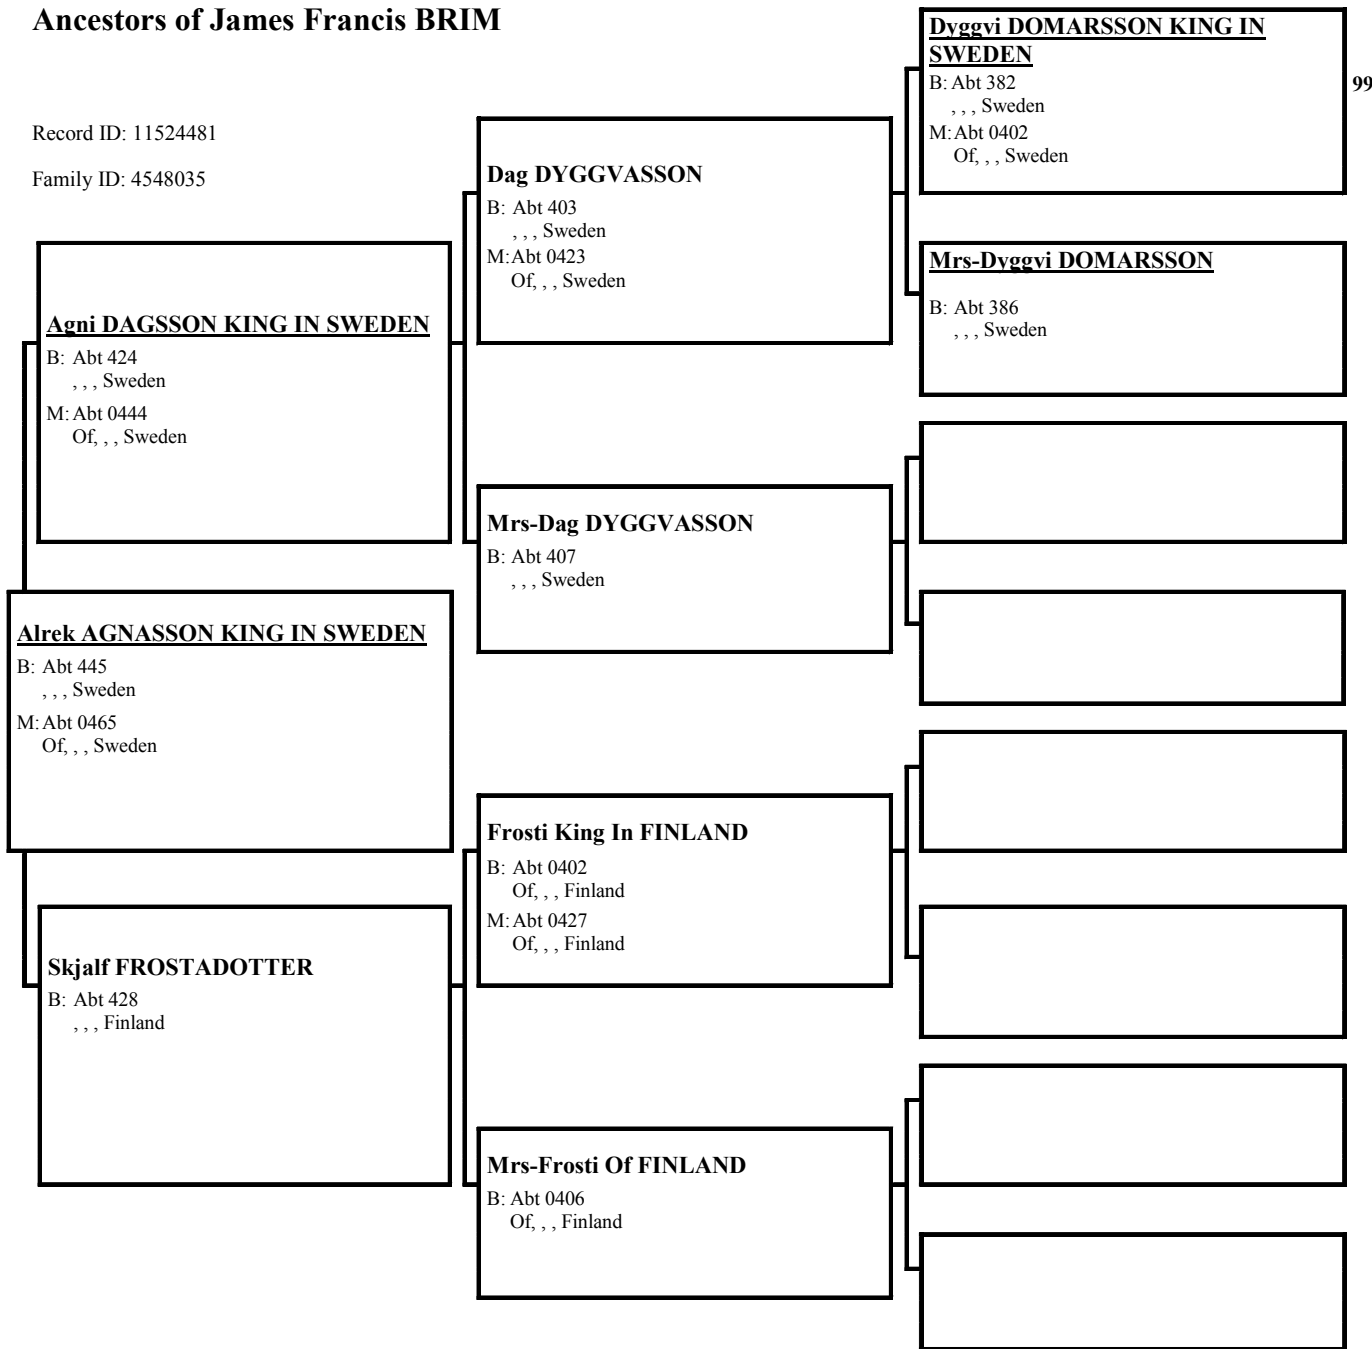 Ancestors of James Francis BRIM
Record ID: 11524481
Family ID: 4548035
Dyggvi DOMARSSON KING IN
SWEDEN
B: Abt 382
, , , Sweden
M: Abt 0402
Of, , , Sweden
99
Dag DYGGVASSON
B: Abt 403
, , , Sweden
M: Abt 0423
Of, , , Sweden
Mrs-Dyggvi DOMARSSON
B: Abt 386
, , , Sweden
Agni DAGSSON KING IN SWEDEN
B: Abt 424
, , , Sweden
M: Abt 0444
Of, , , Sweden
Mrs-Dag DYGGVASSON
B: Abt 407
, , , Sweden
Alrek AGNASSON KING IN SWEDEN
B: Abt 445
, , , Sweden
M: Abt 0465
Of, , , Sweden
Frosti King In FINLAND
B: Abt 0402
Of, , , Finland
M: Abt 0427
Of, , , Finland
Skjalf FROSTADOTTER
B: Abt 428
, , , Finland
Mrs-Frosti Of FINLAND
B: Abt 0406
Of, , , Finland